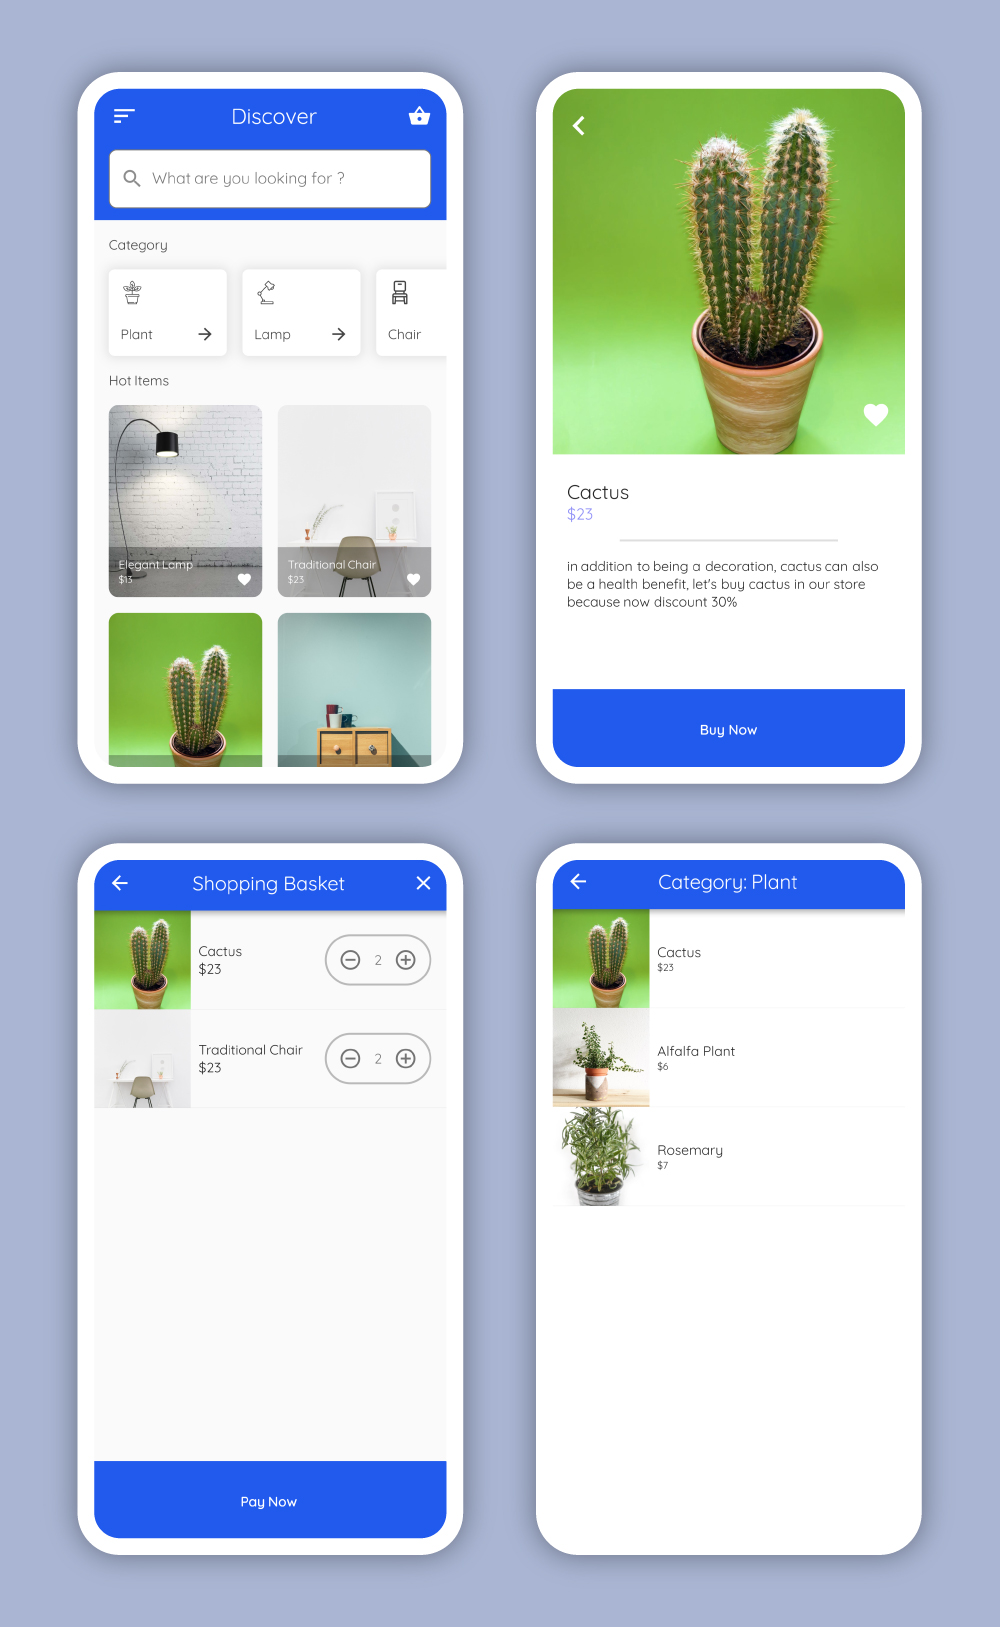 Discover
What are you looking for ?
Category
Plant
Lamp
Chair
Hot Items
Elegant Lamp
$13
Traditional Chair
$23
Cactus
$23
in addition to being a decoration, cactus can also
be a health benefit, let's buy cactus in our store
because now discount 30%
Buy Now
Shopping Basket
Cactus
$23
2
Traditional Chair
$23
2
Pay Now
Category: Plant
Cactus
$23
Alfalfa Plant
$6
Rosemary
$7